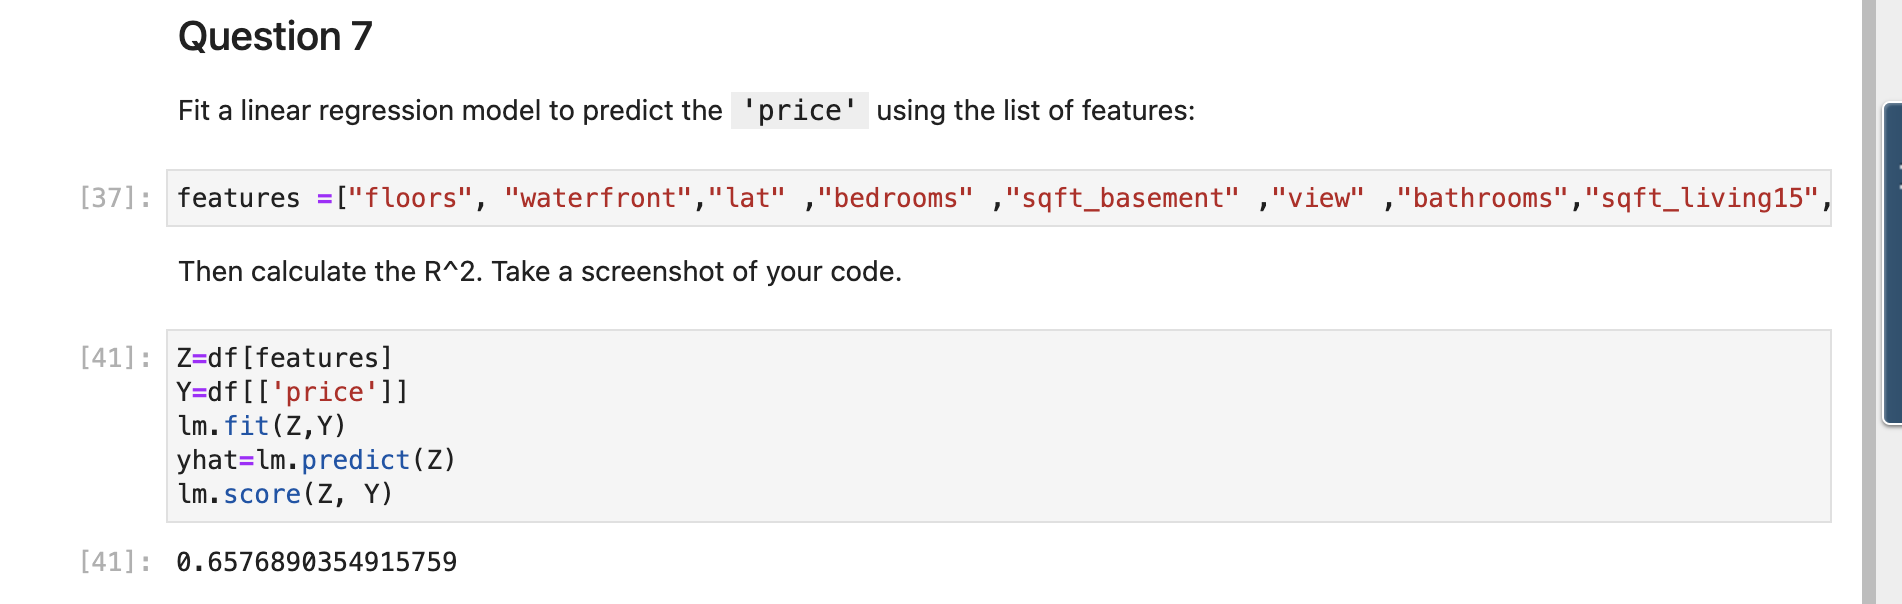 Question 7
Fit a linear regression model to predict the 'price' using the list of features:
[37]: features =["floors", "waterfront","lat" ,"bedrooms" ,"sqft_basement" ,"view" ,"bathrooms","sqft_living15",
Then calculate the R^2. Take a screenshot of your code.
[41]: Z=df[features]
Y=df[['price']]
lm.fit(Z,Y)
yhat=lm.predict(Z)
lm.score(Z, Y)
[41]: 0.6576890354915759